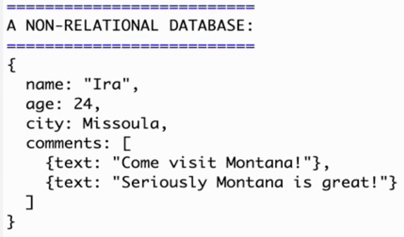 ==========================
A NON-RELATIONAL DATABASE:
==========================
{
  name: "Ira",
  age: 24,
  city: Missoula,
  comments: [
    {text: "Come visit Montana!"},
    {text: "Seriously Montana is great!"}
  ]
}